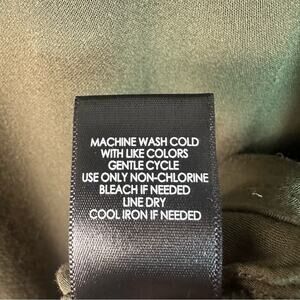 MACHINE WASH COLD
WITH LIKE COLORS
GENTLE CYCLE
USE ONLY NON-CHLORINE
BLEACH IF NEEDED
LINE DRY
COOL IRON IF NEEDED